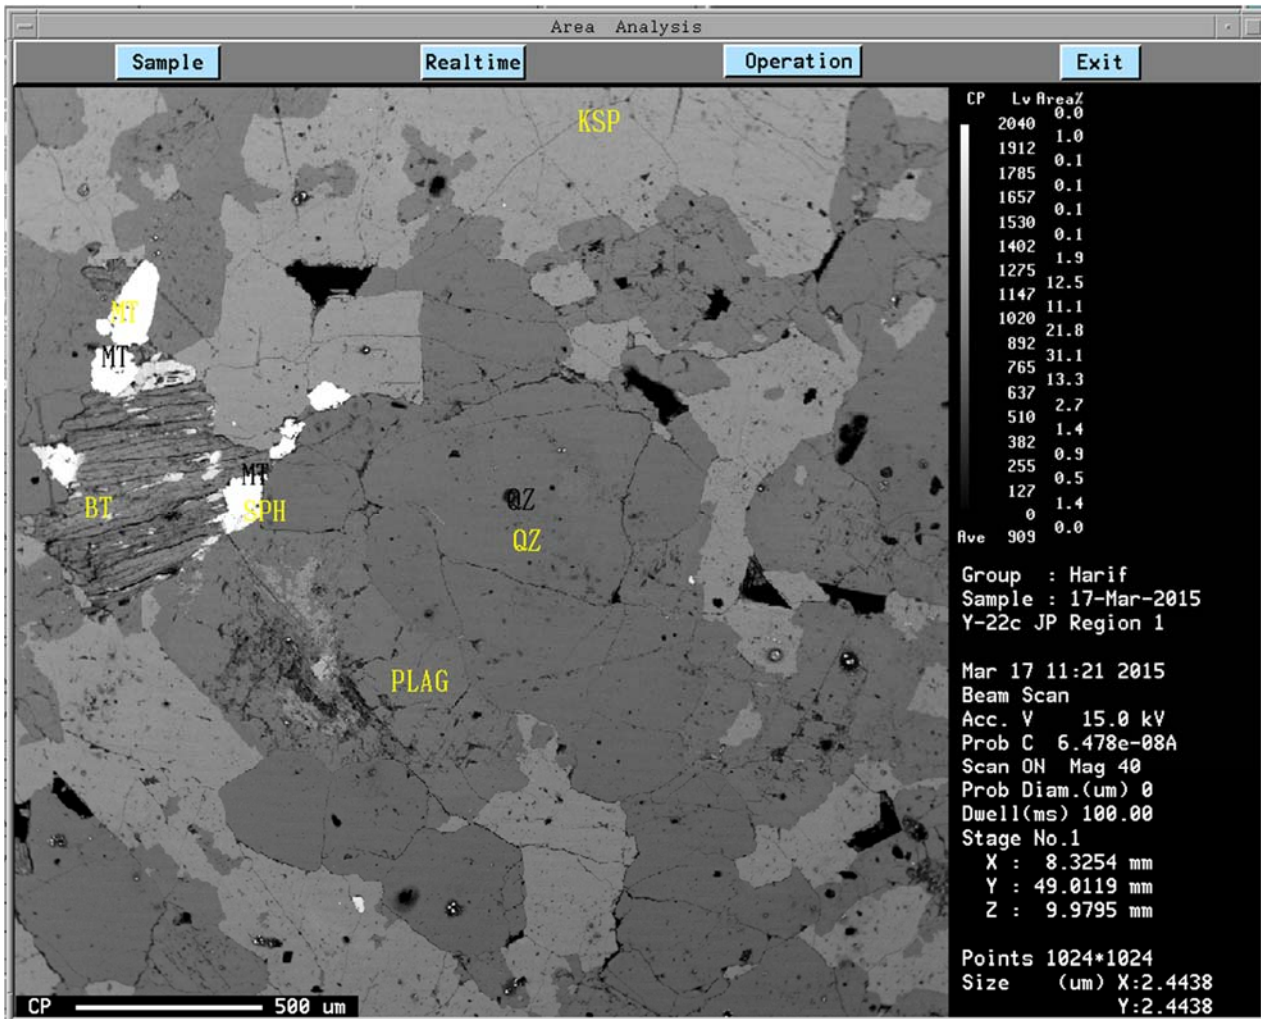 Area Analysis
Sample Realtime Operation Exit
CP Lv Area%
0.0
2040
1.0
1912
0.1
1785
0.1
1657
0.1
1530
0.1
1402
1.9
1275
12.5
1147
11.1
1020
21.8
892
31.1
765
13.3
637
2.7
510
1.4
382
0.9
255
0.5
127
1.4
0
0.0
Ave 909
Group : Harif
Sample : 17-Mar-2015
Y-22c JP Region 1
Mar 17 11:21 2015
Beam Scan
Acc. V 15.0 kV
Prob C 6.478e-08A
Scan ON Mag 40
Prob Diam.(um) 0
Dwell(ms) 100.00
Stage No.1
X : 8.3254 mm
Y : 49.0119 mm
Z : 9.9795 mm
Points 1024*1024
Size (um) X:2.4438
Y:2.4438
KSP
MT
MT
MT
BT
SPH
QZ
QZ
PLAG
CP 500 um